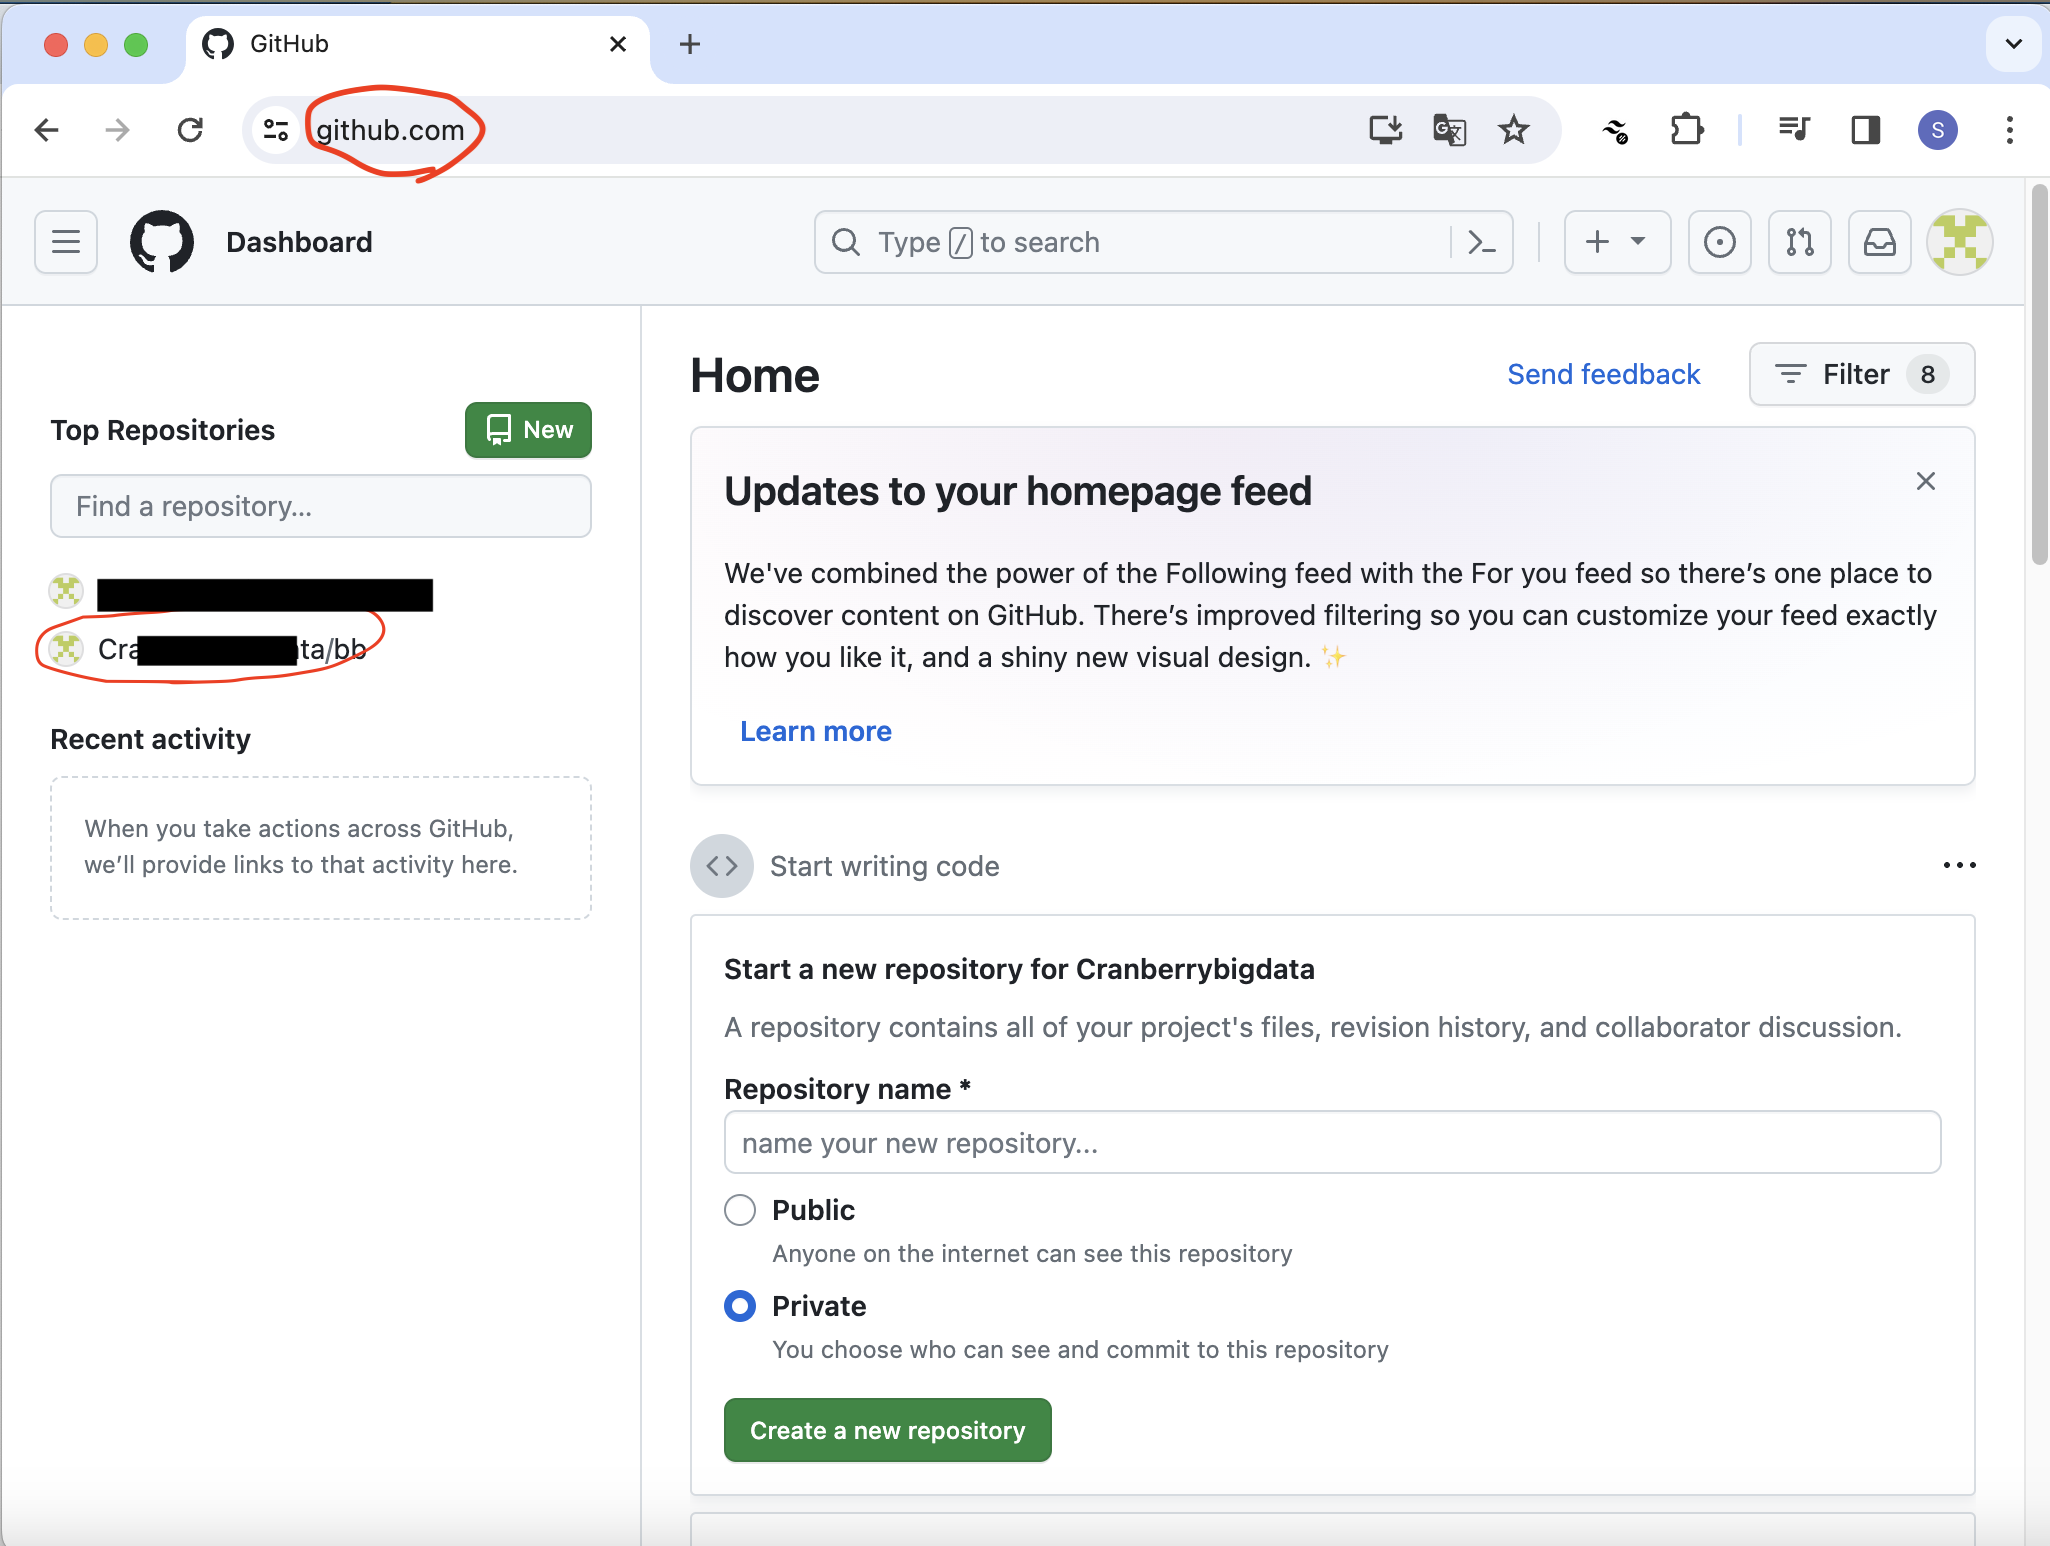 GitHub
github.com
S
Dashboard
Type / to search
Top Repositories
New
Find a repository...
Cra ta/bb
Recent activity
When you take actions across GitHub,
we’ll provide links to that activity here.
Home
Send feedback
Filter 8
Updates to your homepage feed
We've combined the power of the Following feed with the For you feed so there’s one place to
discover content on GitHub. There’s improved filtering so you can customize your feed exactly
how you like it, and a shiny new visual design. ✨
Learn more
Start writing code
Start a new repository for Cranberrybigdata
A repository contains all of your project's files, revision history, and collaborator discussion.
Repository name *
name your new repository...
Public
Anyone on the internet can see this repository
Private
You choose who can see and commit to this repository
Create a new repository